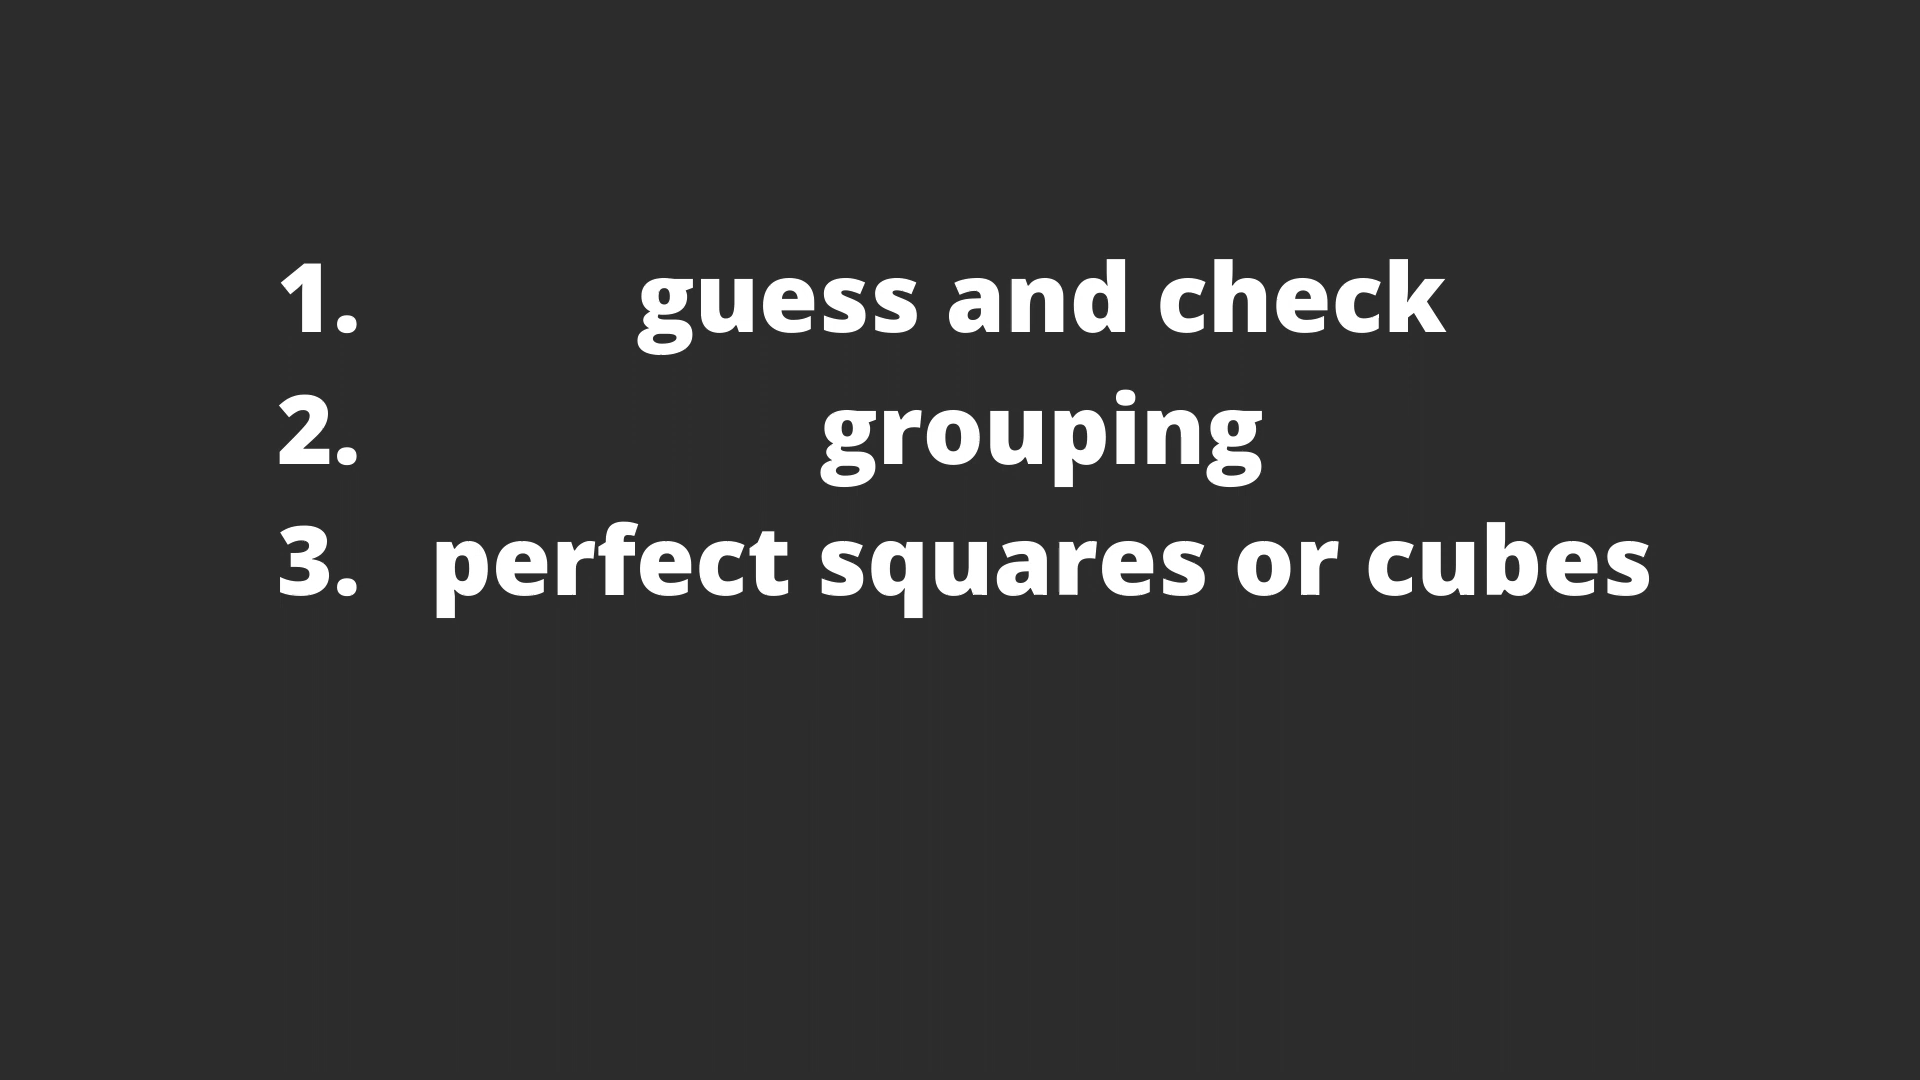 1. guess and check
2. grouping
3. perfect squares or cubes